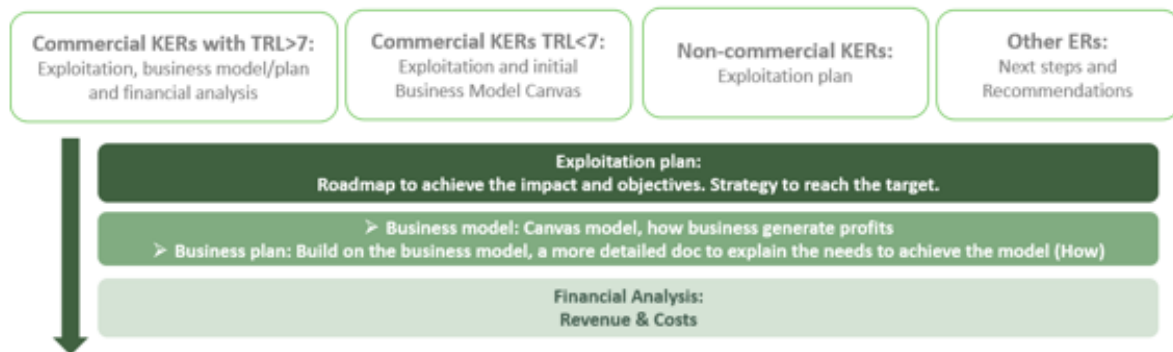 Commercial KERs with TRL>7:
Exploitation, business model/plan
and financial analysis
Commercial KERs TRL<7:
Exploitation and initial
Business Model Canvas
Non-commercial KERs:
Exploitation plan
Other ERs:
Next steps and
Recommendations
Exploitation plan:
Roadmap to achieve the impact and objectives. Strategy to reach the target.
➢ Business model: Canvas model, how business generate profits
➢ Business plan: Build on the business model, a more detailed doc to explain the needs to achieve the model (How)
Financial Analysis:
Revenue & Costs